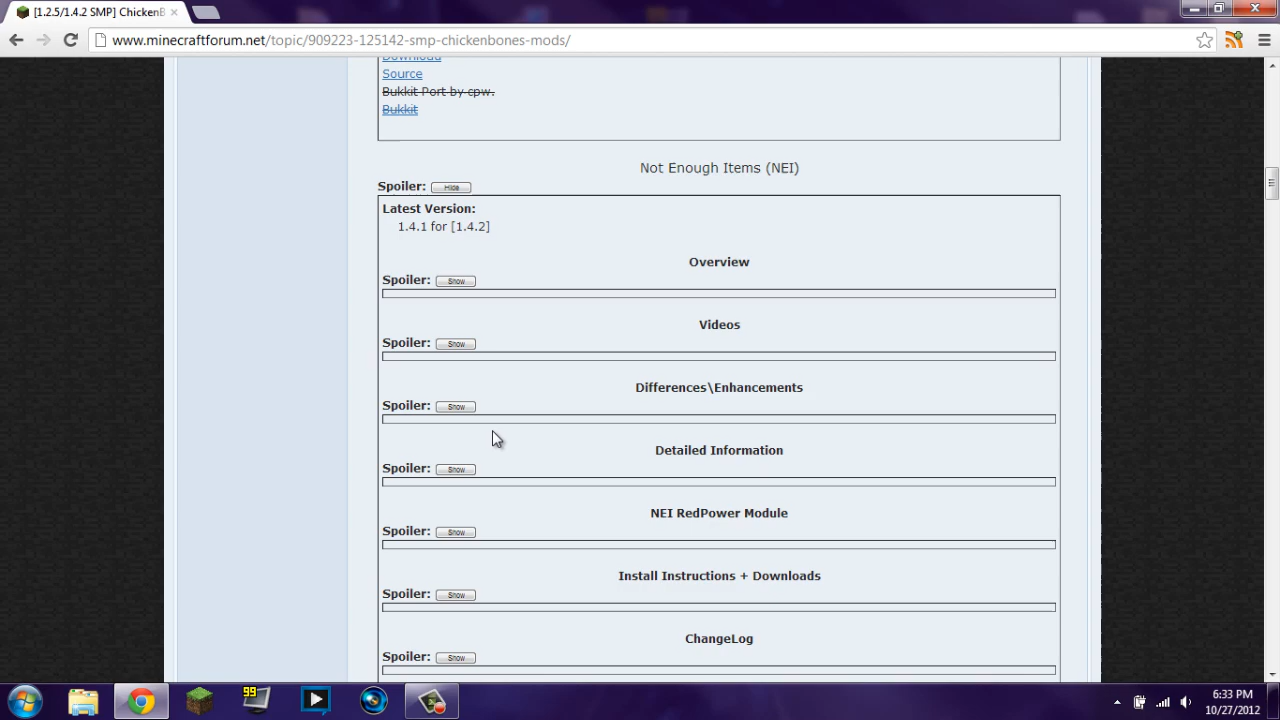 [1.2.5/1.4.2 SMP] ChickenB
www.minecraftforum.net/topic/909223-125142-smp-chickenbones-mods/
Download
Source
Bukkit Port by cpw.
Bukkit
Not Enough Items (NEI)
Spoiler: Hide
Latest Version:
1.4.1 for [1.4.2]
Overview
Spoiler: Show
Videos
Spoiler: Show
Differences\Enhancements
Spoiler: Show
Detailed Information
Spoiler: Show
NEI RedPower Module
Spoiler: Show
Install Instructions + Downloads
Spoiler: Show
ChangeLog
Spoiler: Show
99
6:33 PM
10/27/2012